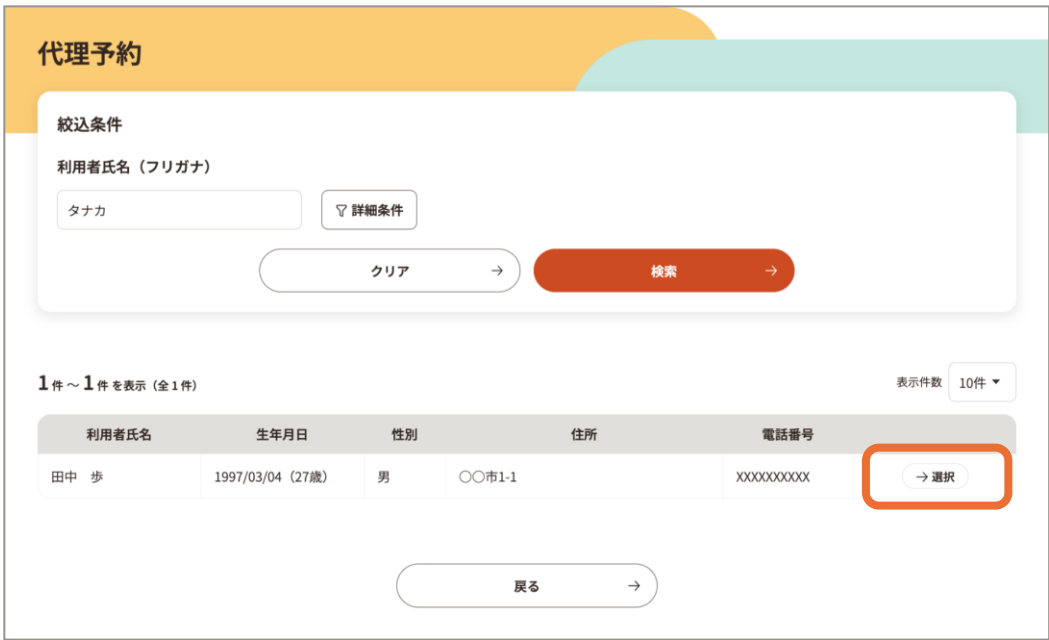 代理予約
絞込条件
利用者氏名（フリガナ）
タナカ 詳細条件
クリア → 検索 →
1件～1件を表示（全1件） 表示件数 10件 ▼
利用者氏名 生年月日 性別 住所 電話番号
田中　歩 1997/03/04（27歳） 男 〇〇市1-1 XXXXXXXXXX →選択
戻る →